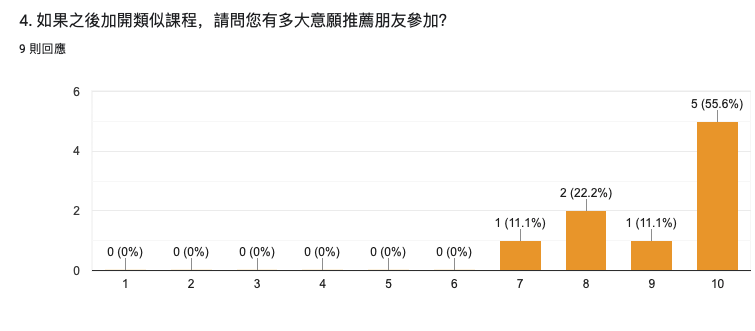 4. 如果之後加開類似課程，請問您有多大意願推薦朋友參加?
9 則回應
6
4
2
0
0 (0%) 0 (0%) 0 (0%) 0 (0%) 0 (0%) 0 (0%) 1 (11.1%) 2 (22.2%) 1 (11.1%) 5 (55.6%)
1 2 3 4 5 6 7 8 9 10